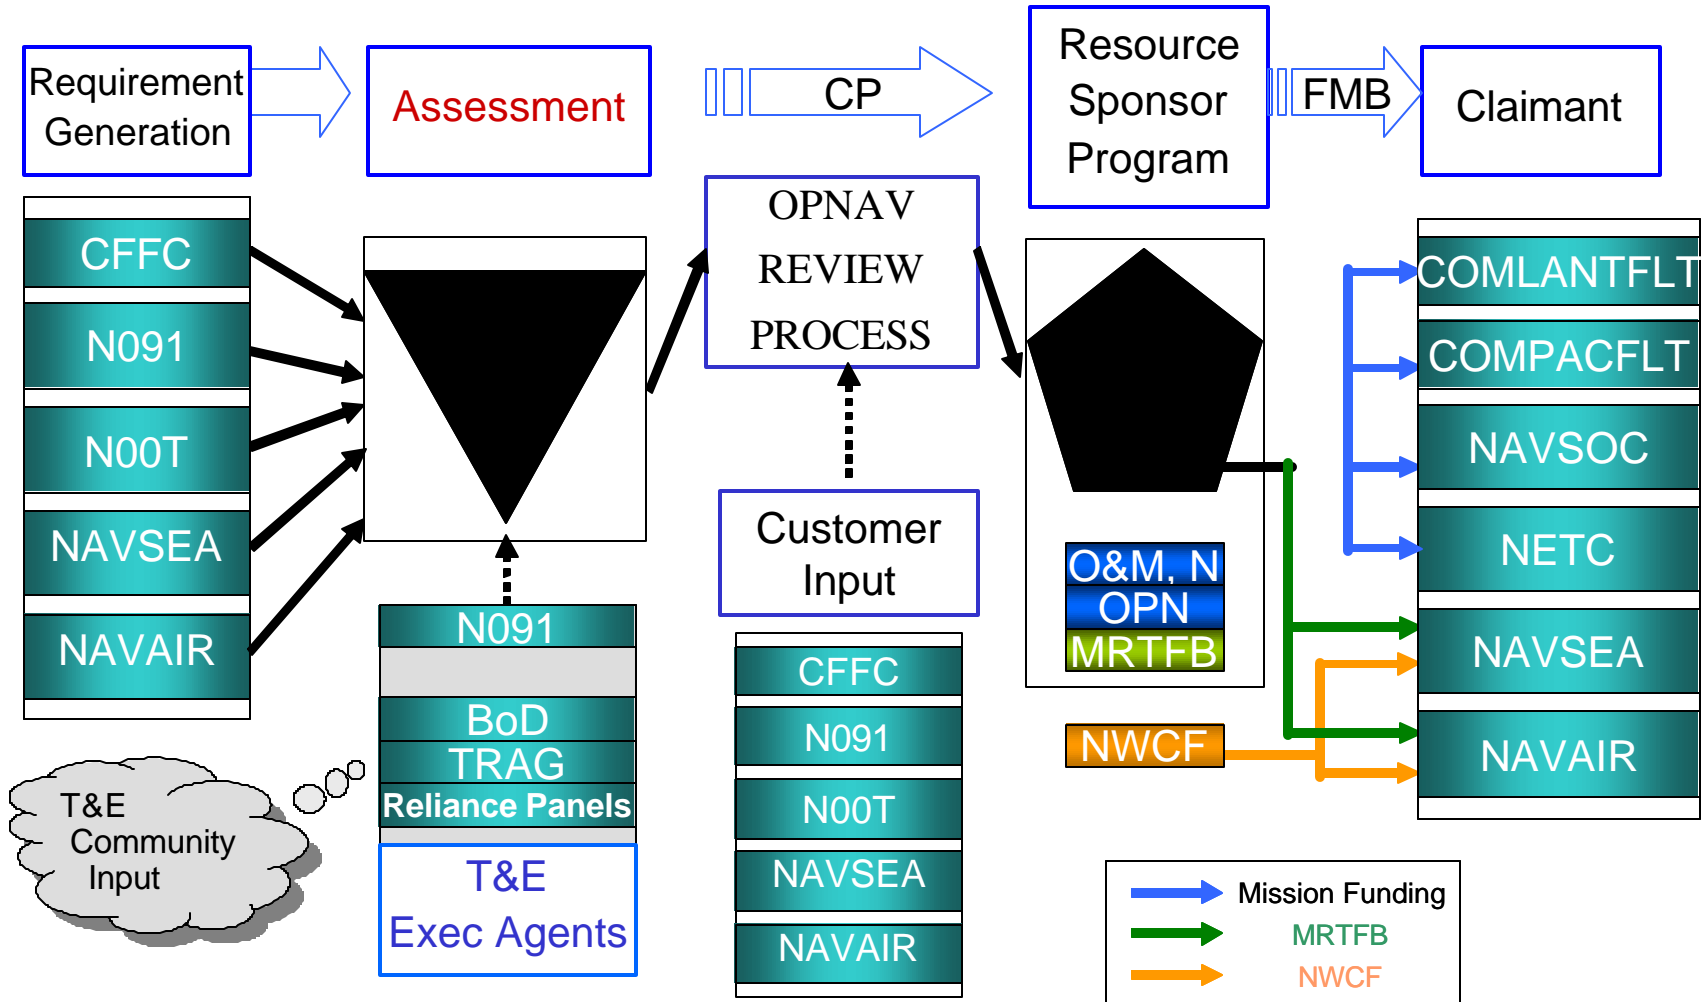 Requirement
Generation
Assessment
CP
Resource
Sponsor
Program
FMB
Claimant
CFFC
N091
N00T
NAVSEA
NAVAIR
OPNAV
REVIEW
PROCESS
Customer
Input
CFFC
N091
N00T
NAVSEA
NAVAIR
N091
BoD
TRAG
Reliance Panels
T&E
Exec Agents
T&E
Community
Input
O&M, N
OPN
MRTFB
NWCF
COMLANTFLT
COMPACFLT
NAVSOC
NETC
NAVSEA
NAVAIR
Mission Funding
MRTFB
NWCF